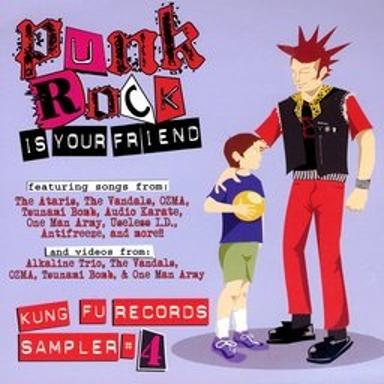 Punk
Rock
IS YOUR FRIEND
featuring songs from:
The Ataris, The Vandals, OZMA,
Tsunami Bomb, Audio Karate,
One Man Army, Useless I.D.,
Antifreeze, and more!!
and videos from:
Alkaline Trio, The Vandals,
OZMA, Tsunami Bomb, & One Man Army
KUNG FU RECORDS
SAMPLER # 4